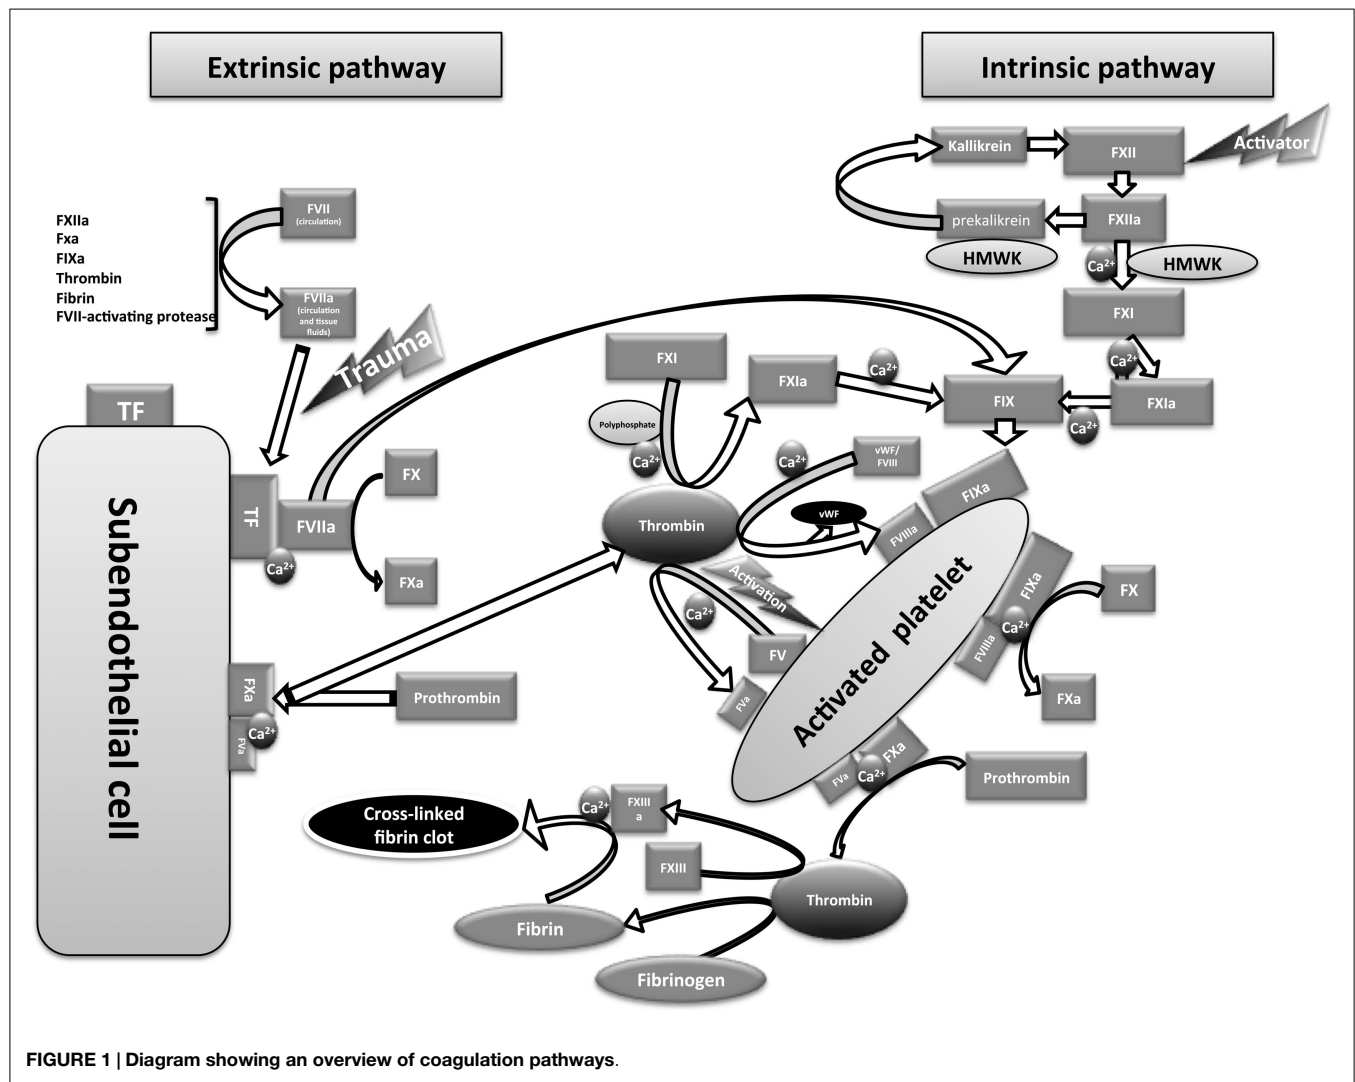 Extrinsic pathway
Intrinsic pathway
Kallikrein
FXII
Activator
prekalikrein
FXIIa
HMWK
Ca2+
HMWK
FXI
Ca2+
FXIa
Ca2+
FXIIa
Fxa
FIXa
Thrombin
Fibrin
FVII-activating protease
FVII
(circulation)
FVIIa
(circulation
and tissue
fluids)
Trauma
TF
Subendothelial cell
TF
FVIIa
Ca2+
FX
FXa
FXI
Polyphosphate
Ca2+
FXIa
Ca2+
FIX
Thrombin
Ca2+
vWF/
FVIII
vWF
FVIIIa
FIXa
Activation
Ca2+
FV
FVa
Activated platelet
FIXa
FVIIIa
Ca2+
FX
FXa
FXa
FVa
Ca2+
Prothrombin
FVa
Ca2+
FXa
Prothrombin
Thrombin
Cross-linked
fibrin clot
Ca2+
FXIII
a
FXIII
Fibrin
Fibrinogen
FIGURE 1 | Diagram showing an overview of coagulation pathways.